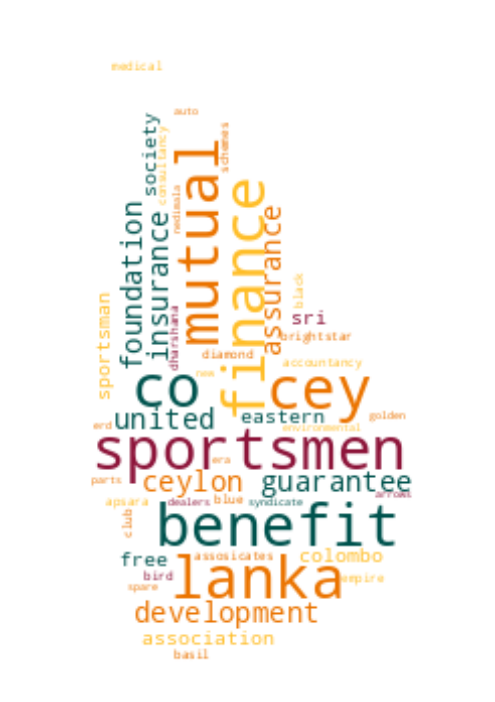 medical
auto
society
consultancy
schemes
mutual
finance
nedimala
foundation
insurance
assurance
black
sportsman
dharshana
sri
brightstar
diamond
accountancy
new
co
cey
united
eastern
golden
erd
environmental
sportsmen
era
parts
ceylon
guarantee
arrows
apsara
dealers
blue
syndicate
club
benefit
free
assosicates
colombo
bird
lanka
empire
spare
development
association
basil